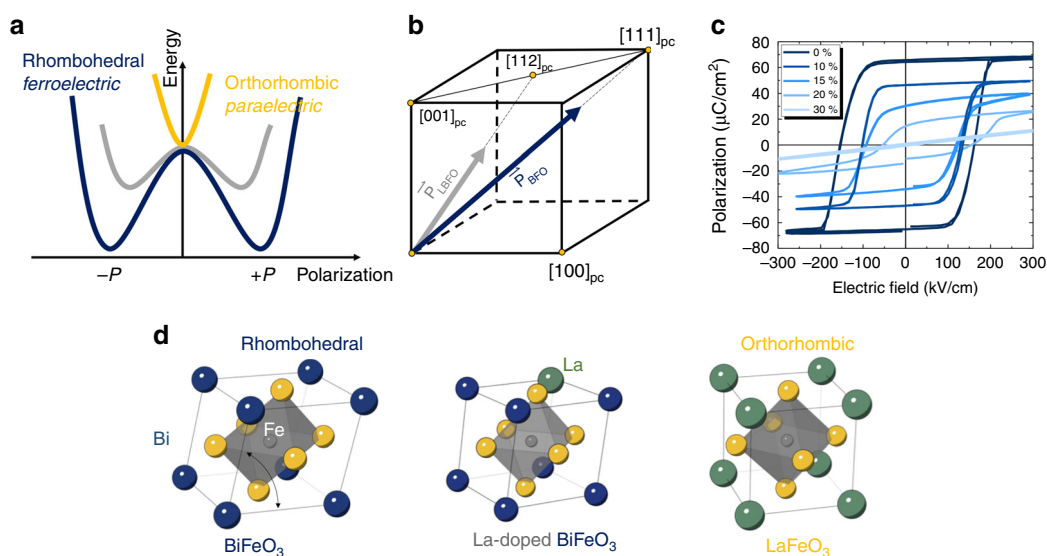 a
Rhombohedral
ferroelectric
Energy
Orthorhombic
paraelectric
–P
+P
Polarization
b
[111]pc
[112]pc
[001]pc
P LBFO
P BFO
[100]pc
c
80
60
40
20
0
–20
–40
–60
–80
Polarization (µC/cm²)
0 %
10 %
15 %
20 %
30 %
–300 –200 –100 0 100 200 300
Electric field (kV/cm)
d
Rhombohedral
La
Orthorhombic
Bi
Fe
BiFeO₃
La-doped BiFeO₃
LaFeO₃